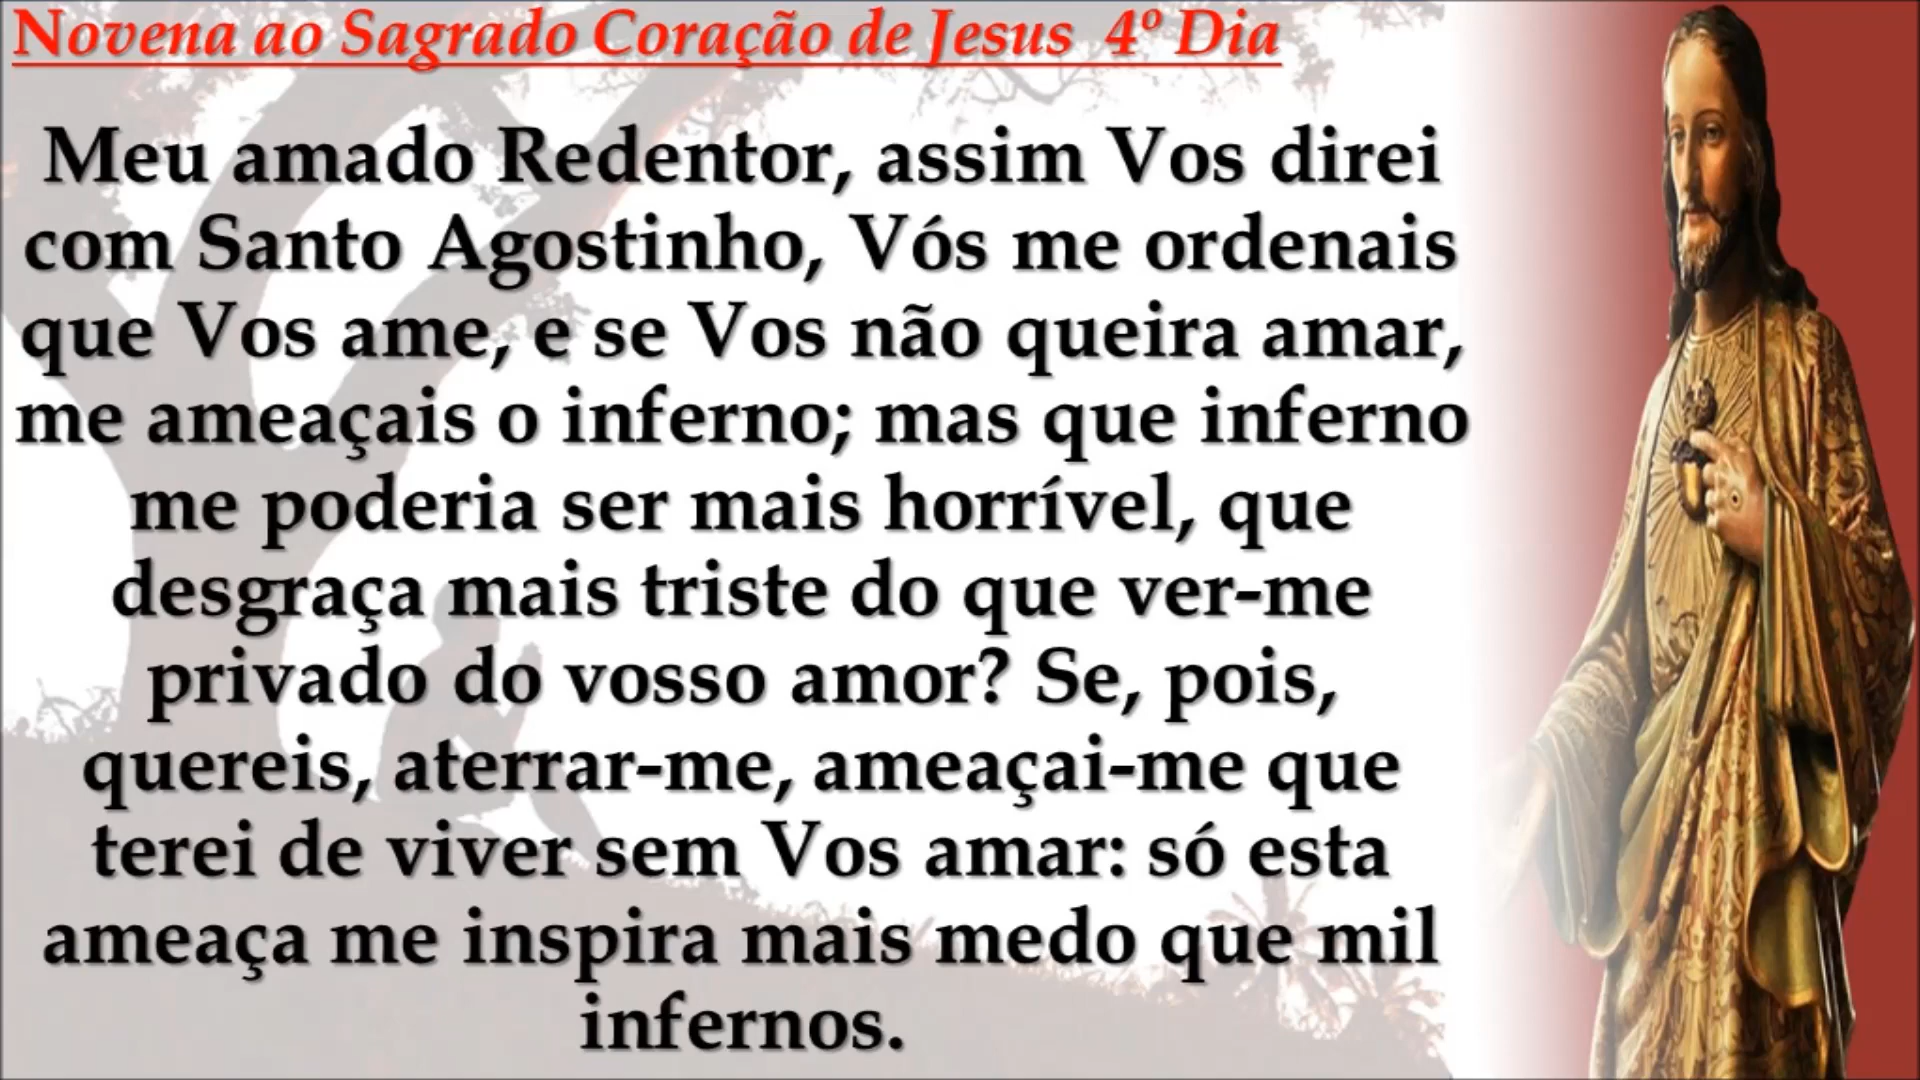 Novena ao Sagrado Coração de Jesus 4º Dia
Meu amado Redentor, assim Vos direi
com Santo Agostinho, Vós me ordenais
que Vos ame, e se Vos não queira amar,
me ameaçais o inferno; mas que inferno
me poderia ser mais horrível, que
desgraça mais triste do que ver-me
privado do vosso amor? Se, pois,
quereis, aterrar-me, ameaçai-me que
terei de viver sem Vos amar: só esta
ameaça me inspira mais medo que mil
infernos.